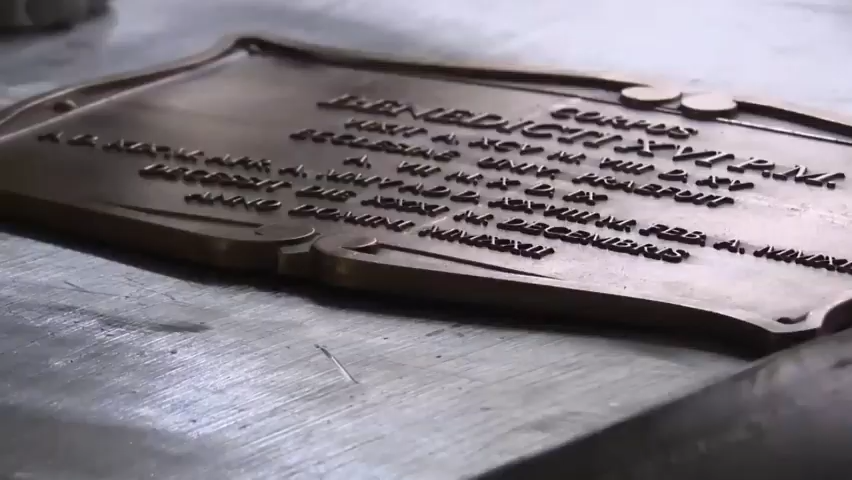 CORPUS
BENEDICTI XVI P.M.
VIXIT A. XCV M. VIII D. XV
ECCLESIAE UNIV. PRAEFUIT
A. VII M. X D. IX
A D. XIX M. APR. A. MMV AD D. XXVIII M. FEB. A.
DECESSIT DIE XXXI M. DECEMBRIS
ANNO DOMINI MMXXII